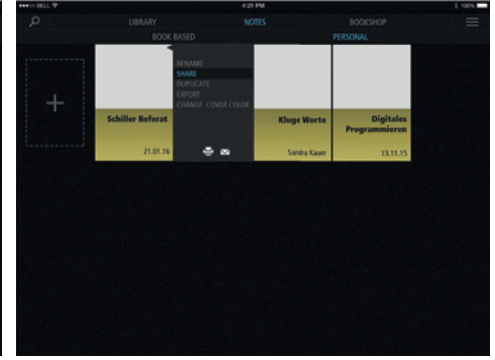 BELL 4:21 PM 100%
LIBRARY NOTES BOOKSHOP
BOOK BASED PERSONAL
RENAME
SHARE
DUPLICATE
EXPORT
CHANGE COVER COLOR
Schiller Referat
21.01.16
Kluge Worte
Sandra Kauer
Digitales
Programmieren
13.11.15